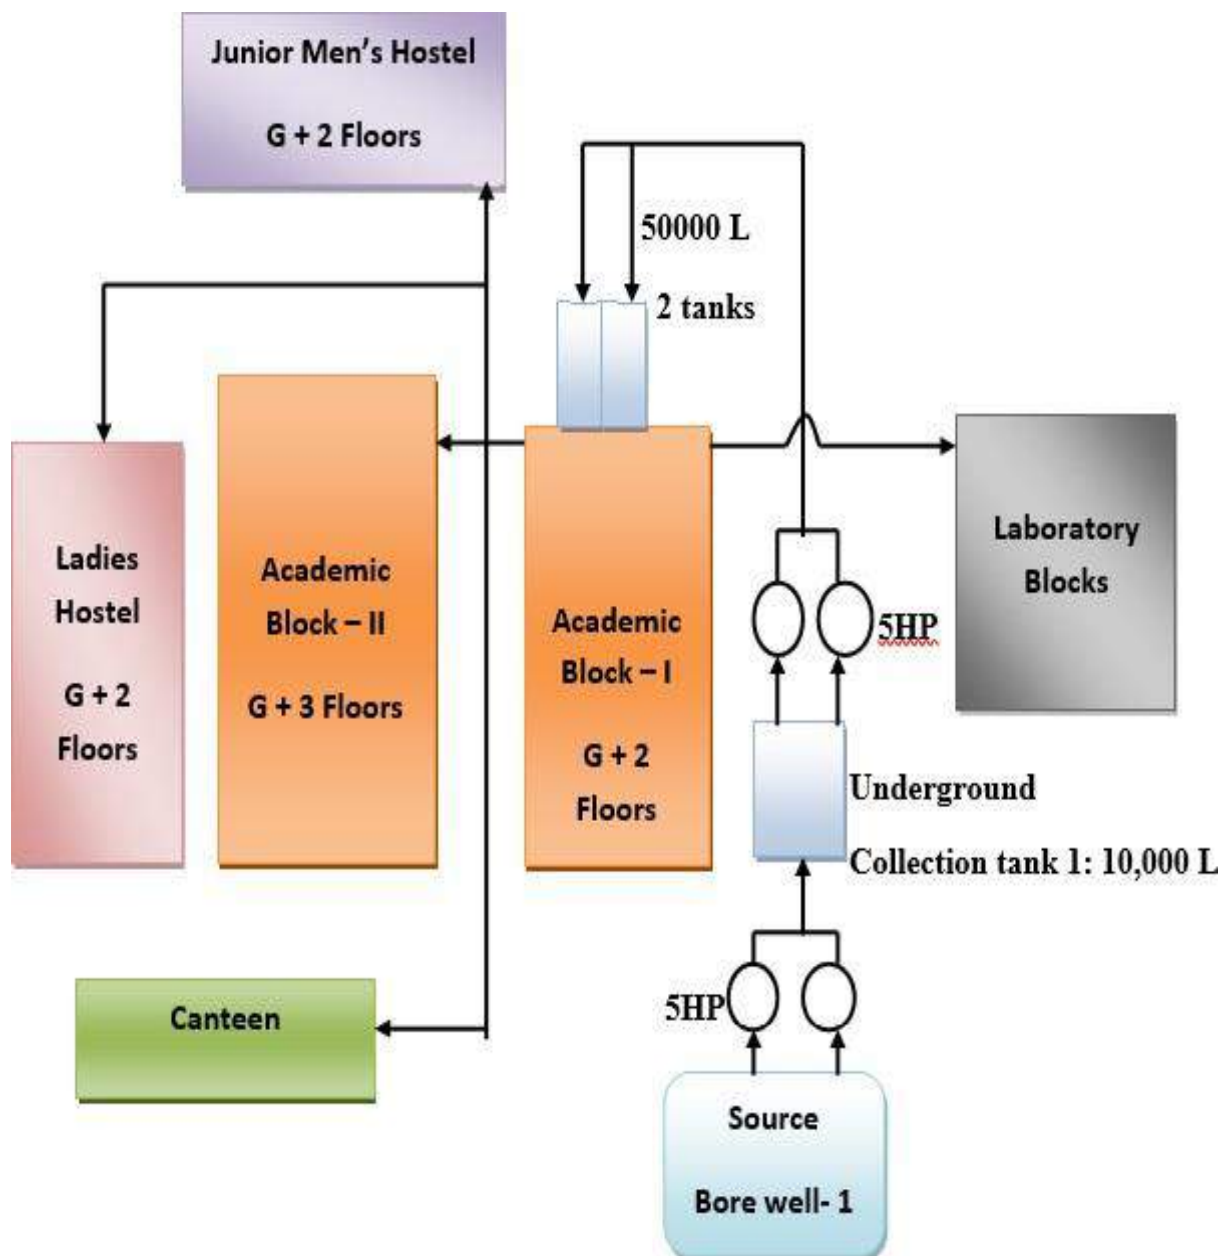 Junior Men's Hostel
G + 2 Floors
50000 L
2 tanks
Ladies
Hostel
G + 2
Floors
Academic
Block – II
G + 3 Floors
Academic
Block – I
G + 2
Floors
5HP
Laboratory
Blocks
Underground
Collection tank 1: 10,000 L
Canteen
5HP
Source
Bore well- 1